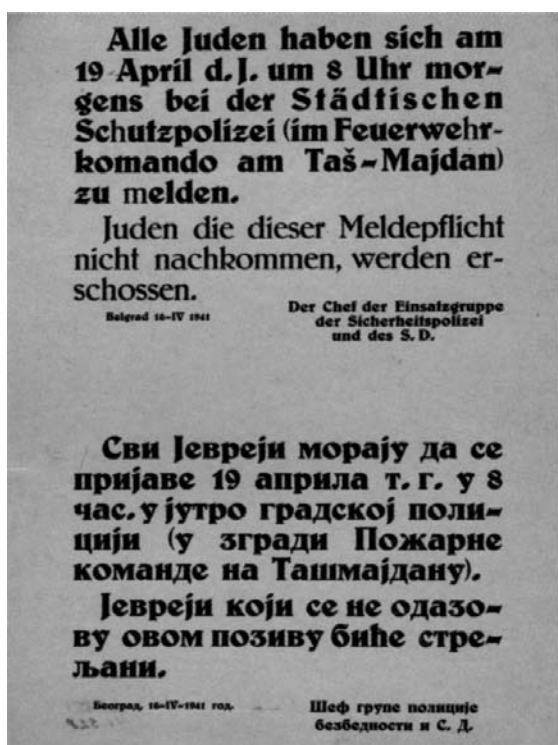 Alle Juden haben sich am
19 April d. J. um 8 Uhr mor-
gens bei der Städtischen
Schutzpolizei (im Feuerwehr-
komando am Taš-Majdan)
zu melden.
Juden die dieser Meldepflicht
nicht nachkommen, werden er-
schossen.
Belgrad 16-IV 1941
Der Chef der Einsatzgruppe
der Sicherheitspolizei
und des S. D.
Сви Јевреји морају да се
пријаве 19 априла т. г. у 8
час. у јутро градској поли-
цији (у згради Пожарне
команде на Ташмајдану).
Јевреји који се не одазо-
ву овом позиву биће стре-
љани.
Београд, 16-IV-1941 год.
Шеф групе полиције
безбедности и С. Д.